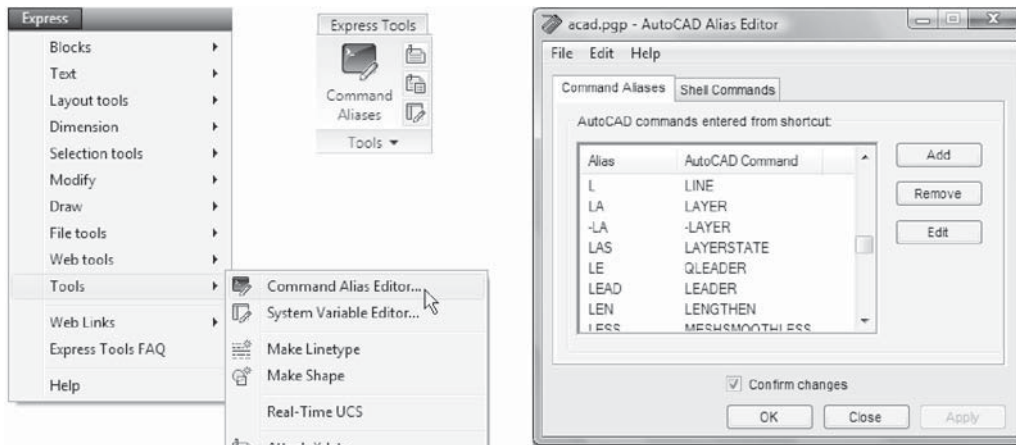 Express
Blocks
Text
Layout tools
Dimension
Selection tools
Modify
Draw
File tools
Web tools
Tools
Web Links
Express Tools FAQ
Help
Command Alias Editor...
System Variable Editor...
Make Linetype
Make Shape
Real-Time UCS
Express Tools
Command
Aliases
Tools
acad.pgp - AutoCAD Alias Editor
File Edit Help
Command Aliases Shell Commands
AutoCAD commands entered from shortcut:
Alias AutoCAD Command
L LINE
LA LAYER
-LA -LAYER
LAS LAYERSTATE
LE QLEADER
LEAD LEADER
LEN LENGTHEN
LESS MESHSMOOTHLESS
Add
Remove
Edit
Confirm changes
OK Close Apply